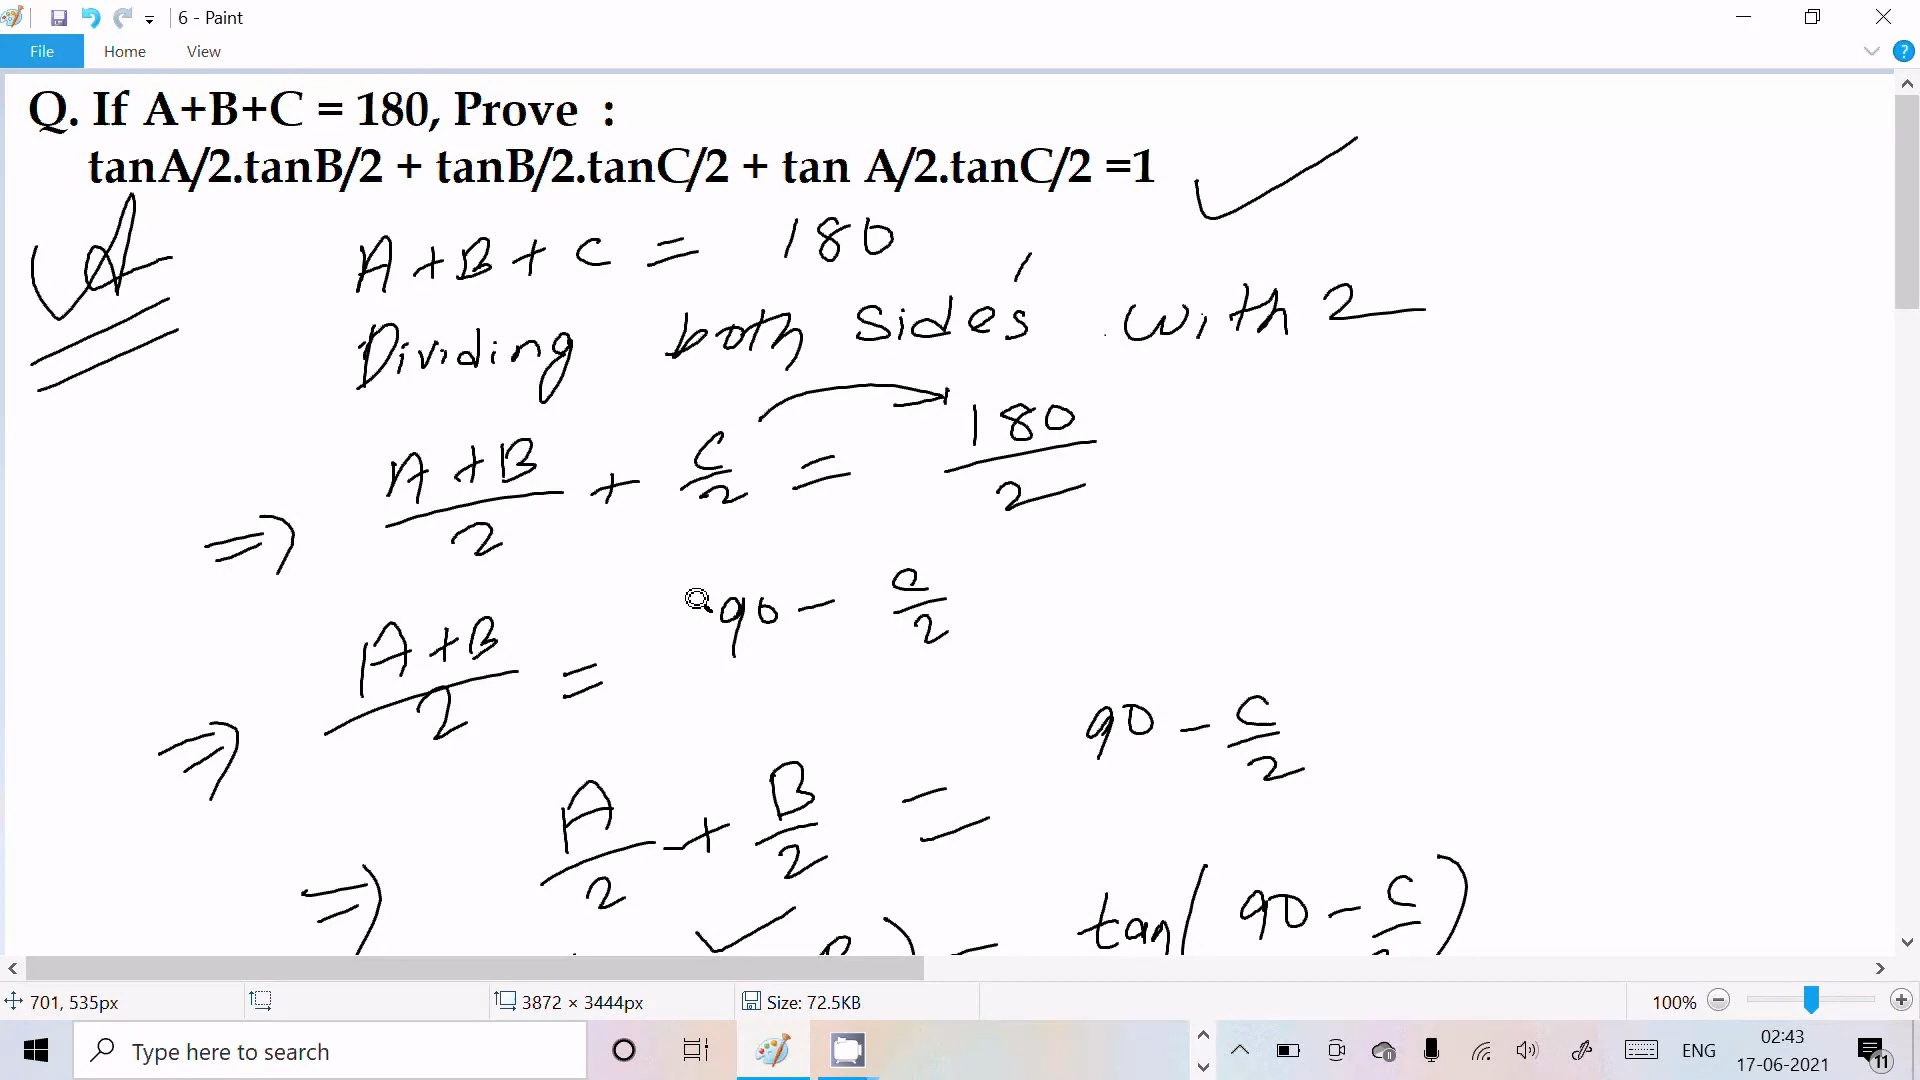 6 - Paint
File Home View
Q. If A+B+C = 180, Prove :
tanA/2.tanB/2 + tanB/2.tanC/2 + tan A/2.tanC/2 =1
A + B + C = 180
Dividing both sides with 2
⇒ (A + B)/2 + C/2 = 180/2
⇒ (A + B)/2 = 90 - C/2
⇒ A/2 + B/2 = 90 - C/2
tan( 90 - C/
701, 535px 3872 × 3444px Size: 72.5KB 100%
Type here to search ENG 02:43
17-06-2021 11